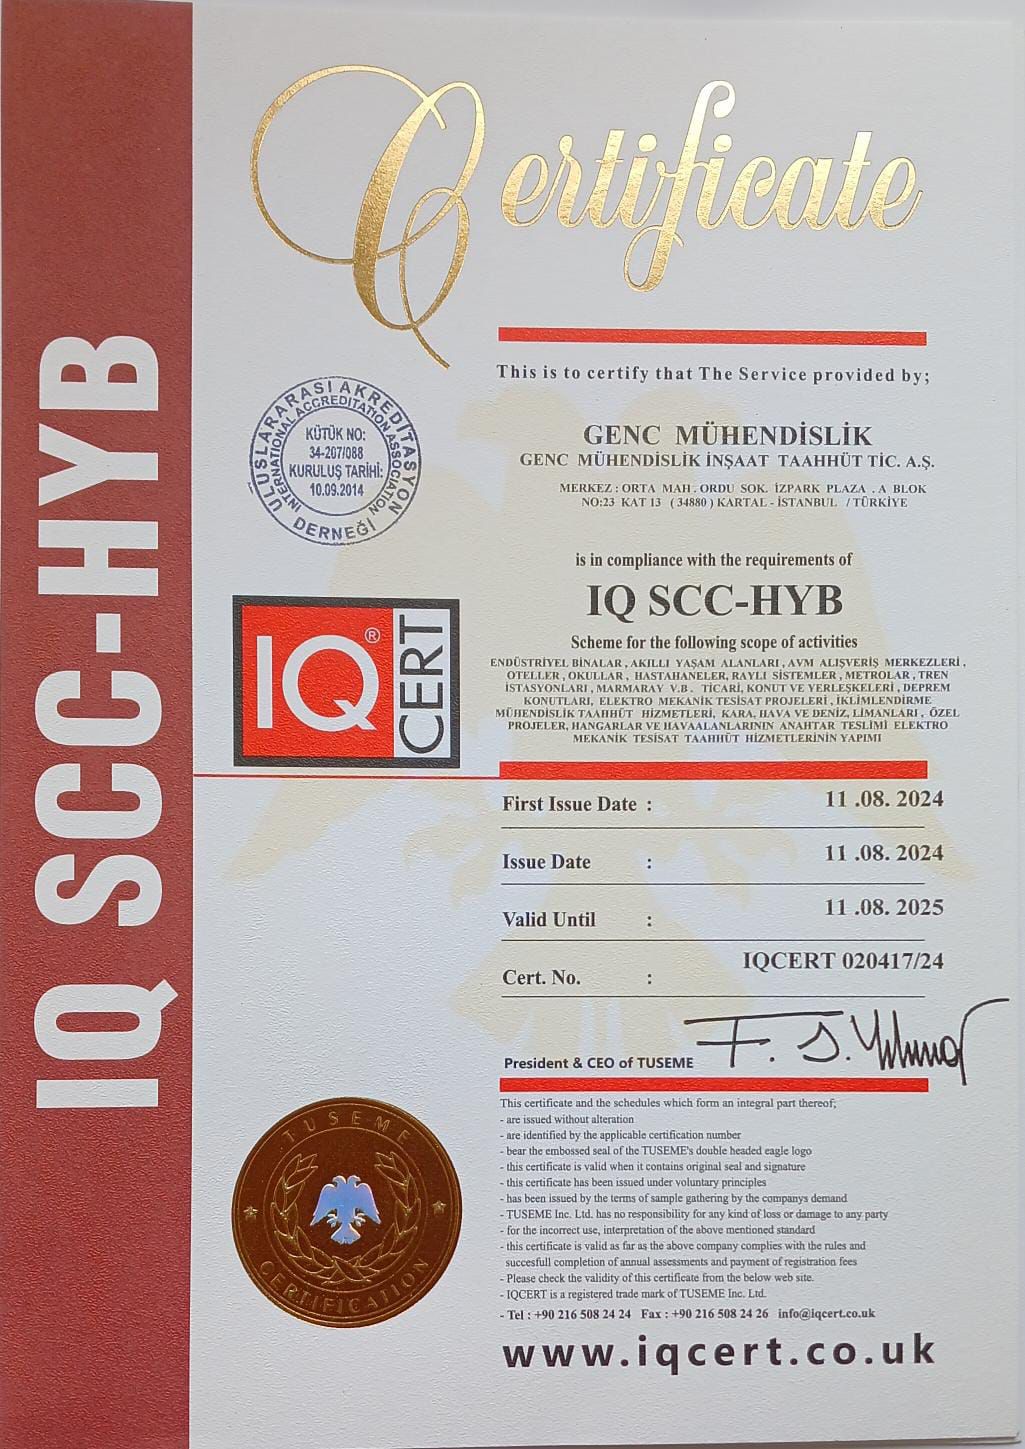 IQ SCC-HYB
Certificate
This is to certify that The Service provided by;
GENC MÜHENDİSLİK
GENC MÜHENDİSLİK İNŞAAT TAAHHÜT TİC. A.Ş.
MERKEZ : ORTA MAH . ORDU SOK. İZPARK PLAZA . A BLOK
NO:23 KAT 13 ( 34880 ) KARTAL - İSTANBUL / TÜRKİYE
ULUSLARARASI AKREDİTASYON DERNEĞİ
INTERNATIONAL ACCREDITATION ASSOCIATION
KÜTÜK NO:
34-207/088
KURULUŞ TARİHİ:
10.09.2014
is in compliance with the requirements of
IQ SCC-HYB
Scheme for the following scope of activities
IQ® CERT
ENDÜSTRİYEL BİNALAR , AKILLI YAŞAM ALANLARI , AVM ALIŞVERİŞ MERKEZLERİ ,
OTELLER , OKULLAR , HASTAHANELER, RAYLI SİSTEMLER , METROLAR , TREN
İSTASYONLARI , MARMARAY V.B . TİCARİ, KONUT VE YERLEŞKELERİ , DEPREM
KONUTLARI, ELEKTRO MEKANİK TESİSAT PROJELERİ , İKLİMLENDİRME
MÜHENDİSLİK TAAHHÜT HİZMETLERİ, KARA, HAVA VE DENİZ, LİMANLARI , ÖZEL
PROJELER, HANGARLAR VE HAVAALANLARININ ANAHTAR TESLİMİ ELEKTRO
MEKANİK TESİSAT TAAHHÜT HİZMETLERİNİN YAPIMI
First Issue Date : 11 .08. 2024
Issue Date : 11 .08. 2024
Valid Until : 11 .08. 2025
Cert. No. : IQCERT 020417/24
President & CEO of TUSEME
This certificate and the schedules which form an integral part thereof;
- are issued without alteration
- are identified by the applicable certification number
- bear the embossed seal of the TUSEME's double headed eagle logo
- this certificate is valid when it contains original seal and signature
- this certificate has been issued under voluntary principles
- has been issued by the terms of sample gathering by the companys demand
- TUSEME Inc. Ltd. has no responsibility for any kind of loss or damage to any party
- for the incorrect use, interpretation of the above mentioned standard
- this certificate is valid as far as the above company complies with the rules and
succesfull completion of annual assessments and payment of registration fees
- Please check the validity of this certificate from the below web site.
- IQCERT is a registered trade mark of TUSEME Inc. Ltd.
- Tel : +90 216 508 24 24 Fax : +90 216 508 24 26 info@iqcert.co.uk
www.iqcert.co.uk
TUSEME
CERTIFICATION